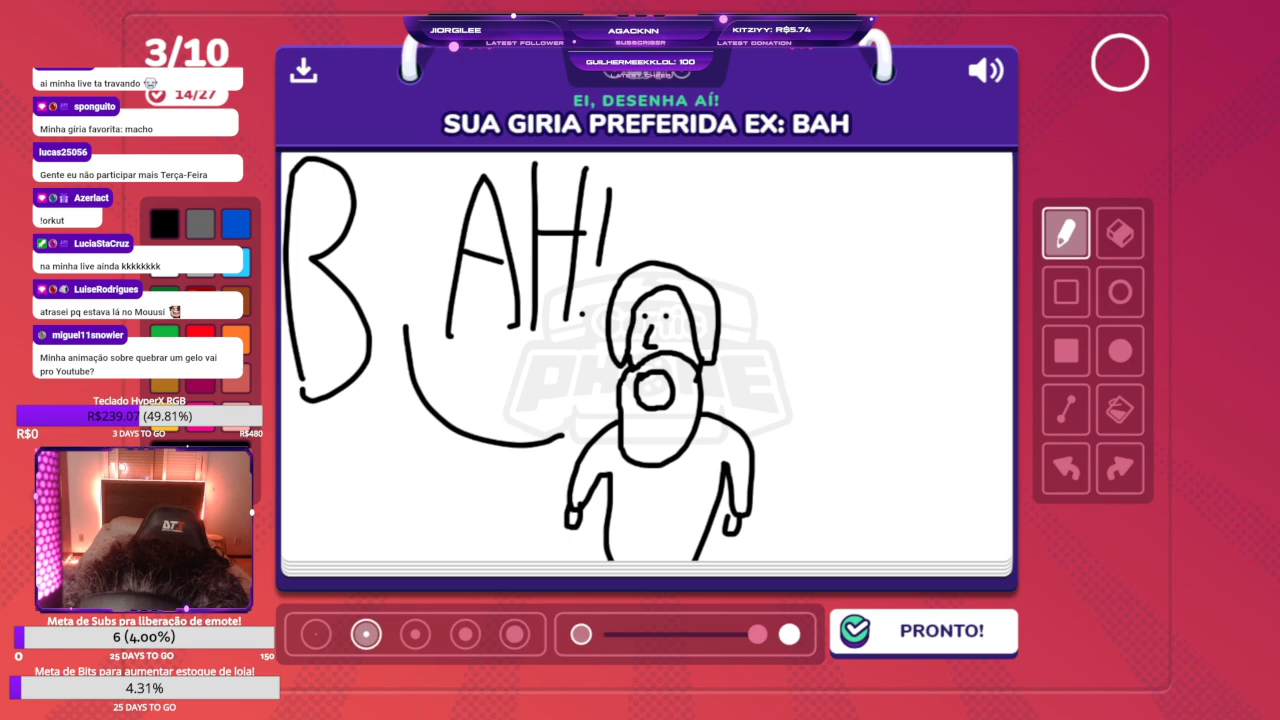 JIORGILEE
LATEST FOLLOWER
AGACKNN
SUBSCRIBER
KITZIYY: R$5.74
LATEST DONATION
GUILHERMEEKKLOL: 100
3/10
14/27
EI, DESENHA AÍ!
SUA GIRIA PREFERIDA EX: BAH
ai minha live ta travando
sponguito
Minha gíria favorita: macho
lucas25056
Gente eu não participar mais Terça-Feira
Azerlact
!orkut
LuciaStaCruz
na minha live ainda kkkkkkkk
LuiseRodrigues
atrasei pq estava lá no Mouusi
miguel11snowier
Minha animação sobre quebrar um gelo vai
pro Youtube?
BAH!
Gartic
PHONE
Teclado HyperX RGB
R$239.07 (49.81%)
R$0
3 DAYS TO GO
R$480
DTX
Meta de Subs pra liberação de emote!
6 (4.00%)
0
25 DAYS TO GO
150
Meta de Bits para aumentar estoque de loja!
4.31%
25 DAYS TO GO
PRONTO!